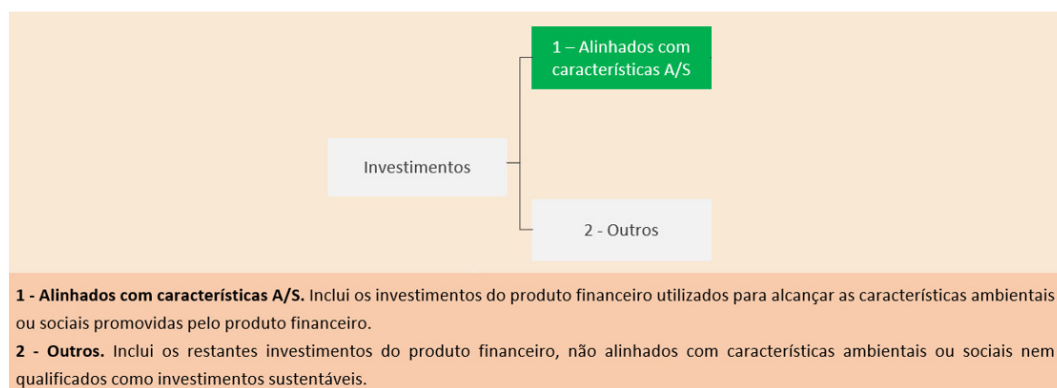 1 – Alinhados com
características A/S
Investimentos
2 - Outros
1 - Alinhados com características A/S. Inclui os investimentos do produto financeiro utilizados para alcançar as características ambientais
ou sociais promovidas pelo produto financeiro.
2 - Outros. Inclui os restantes investimentos do produto financeiro, não alinhados com características ambientais ou sociais nem
qualificados como investimentos sustentáveis.